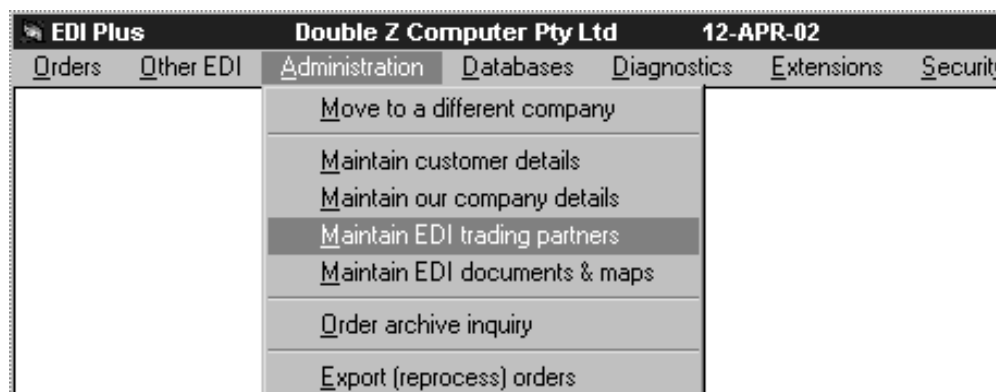 EDI Plus Double Z Computer Pty Ltd 12-APR-02
Orders Other EDI Administration Databases Diagnostics Extensions Security
Move to a different company
Maintain customer details
Maintain our company details
Maintain EDI trading partners
Maintain EDI documents & maps
Order archive inquiry
Export (reprocess) orders